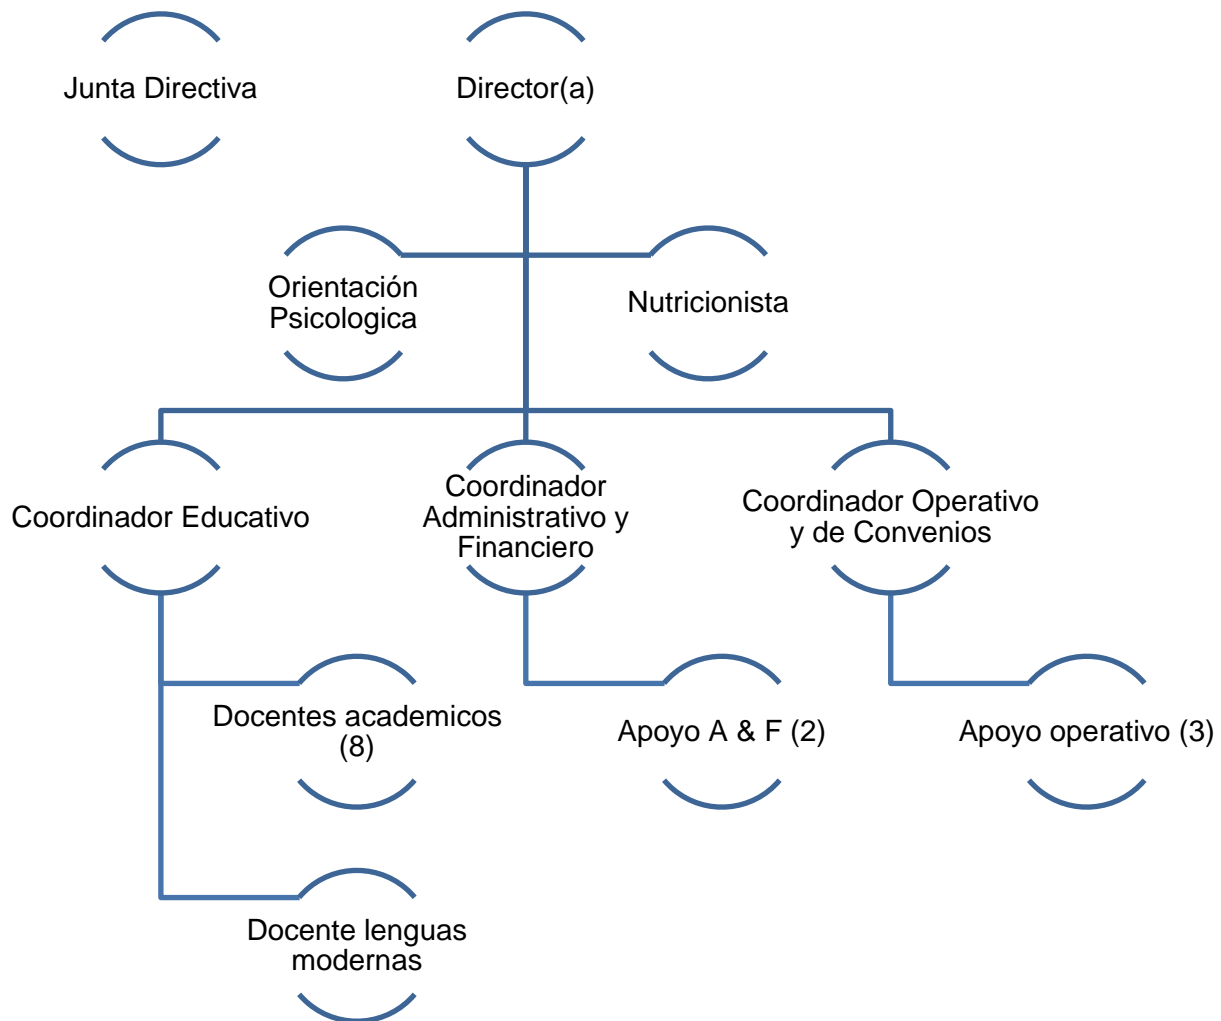 Junta Directiva
Director(a)
Orientación
Psicologica
Nutricionista
Coordinador Educativo
Coordinador
Administrativo y
Financiero
Coordinador Operativo
y de Convenios
Docentes academicos
(8)
Apoyo A & F (2)
Apoyo operativo (3)
Docente lenguas
modernas